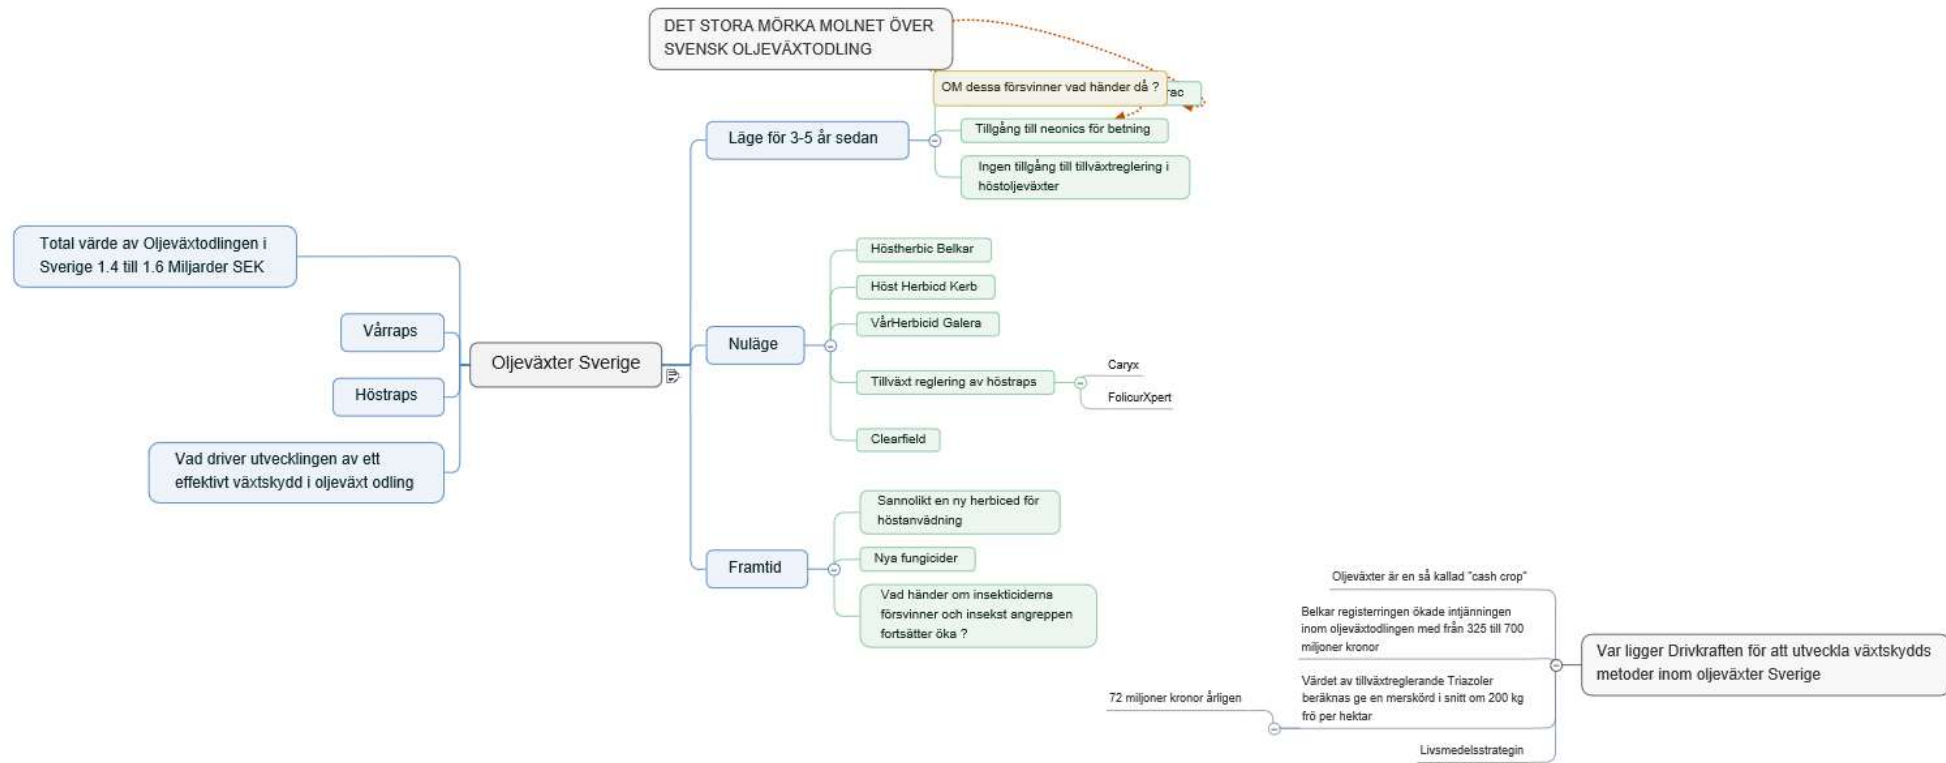 DET STORA MÖRKA MOLNET ÖVER
SVENSK OLJEVÄXTODLING
OM dessa försvinner vad händer då ?
Läge för 3-5 år sedan
Tillgång till neonics för betning
Ingen tillgång till tillväxtreglering i
höstoljeväxter
Total värde av Oljeväxtodlingen i
Sverige 1.4 till 1.6 Miljarder SEK
Vårraps
Höstraps
Vad driver utvecklingen av ett
effektivt växtskydd i oljeväxt odling
Oljeväxter Sverige
Nuläge
Höstherbic Belkar
Höst Herbicd Kerb
VårHerbicid Galera
Tillväxt reglering av höstraps
Caryx
FolicurXpert
Clearfield
Framtid
Sannolikt en ny herbiced för
höstanvädning
Nya fungicider
Vad händer om insekticiderna
försvinner och insekst angreppen
fortsätter öka ?
Oljeväxter är en så kallad "cash crop"
Belkar registerringen ökade intjänningen
inom oljeväxtodlingen med från 325 till 700
miljoner kronor
Värdet av tillväxtreglerande Triazoler
beräknas ge en merskörd i snitt om 200 kg
frö per hektar
72 miljoner kronor årligen
Livsmedelsstrategin
Var ligger Drivkraften för att utveckla växtskydds
metoder inom oljeväxter Sverige